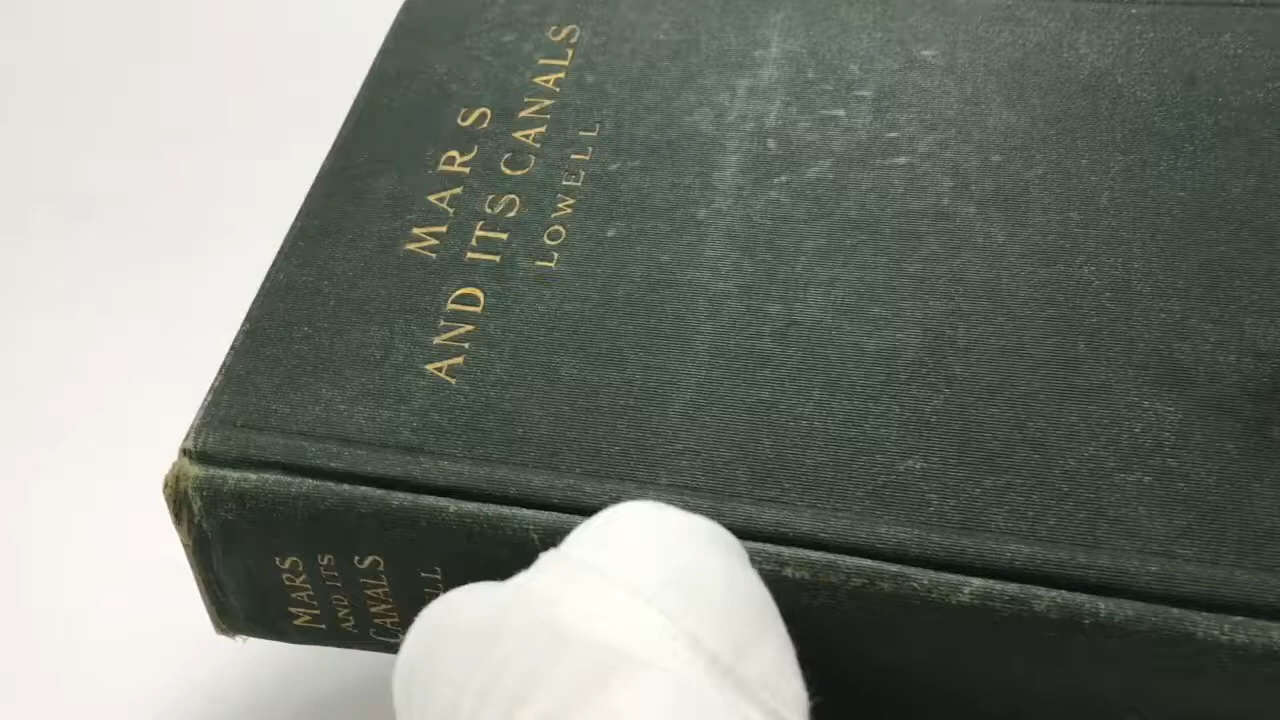 MARS
AND ITS CANALS
LOWELL
MARS
AND ITS
CANALS